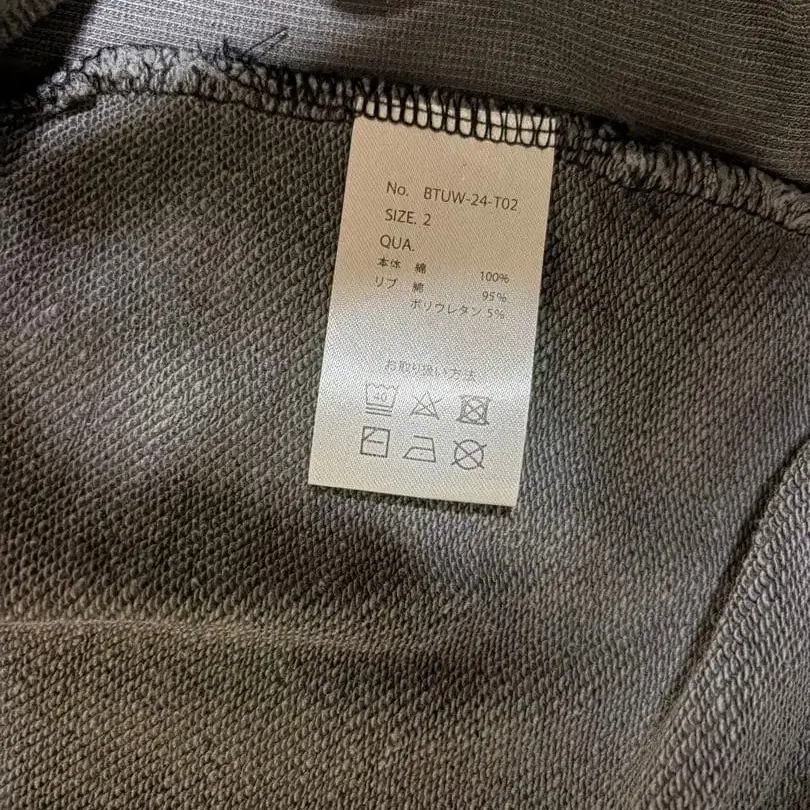 No. BTUW-24-T02
SIZE. 2
QUA.
本体 綿 100%
リブ 綿 95%
ポリウレタン 5%
お取り扱い方法
40